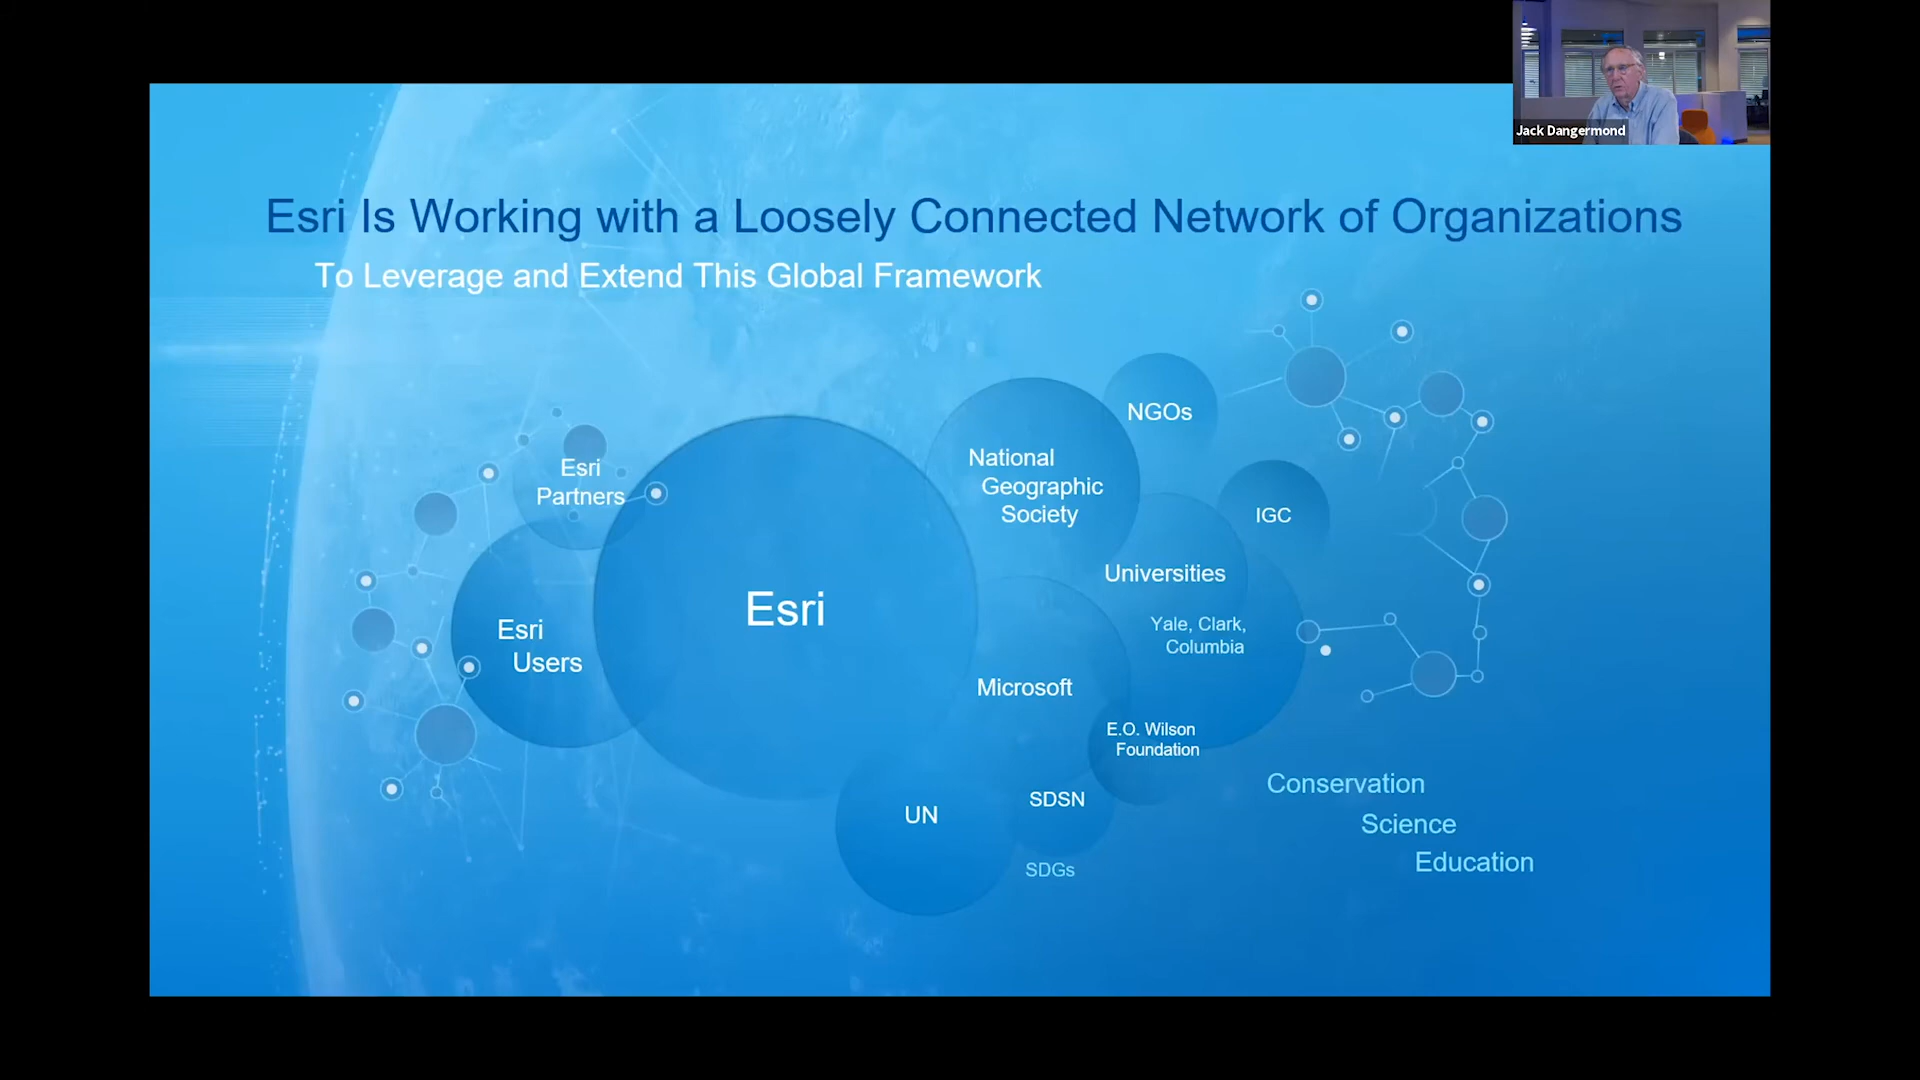 Jack Dangermond
Esri Is Working with a Loosely Connected Network of Organizations
To Leverage and Extend This Global Framework
Esri
Partners
Esri
Users
Esri
National
Geographic
Society
NGOs
IGC
Universities
Yale, Clark,
Columbia
Microsoft
E.O. Wilson
Foundation
UN
SDSN
SDGs
Conservation
Science
Education